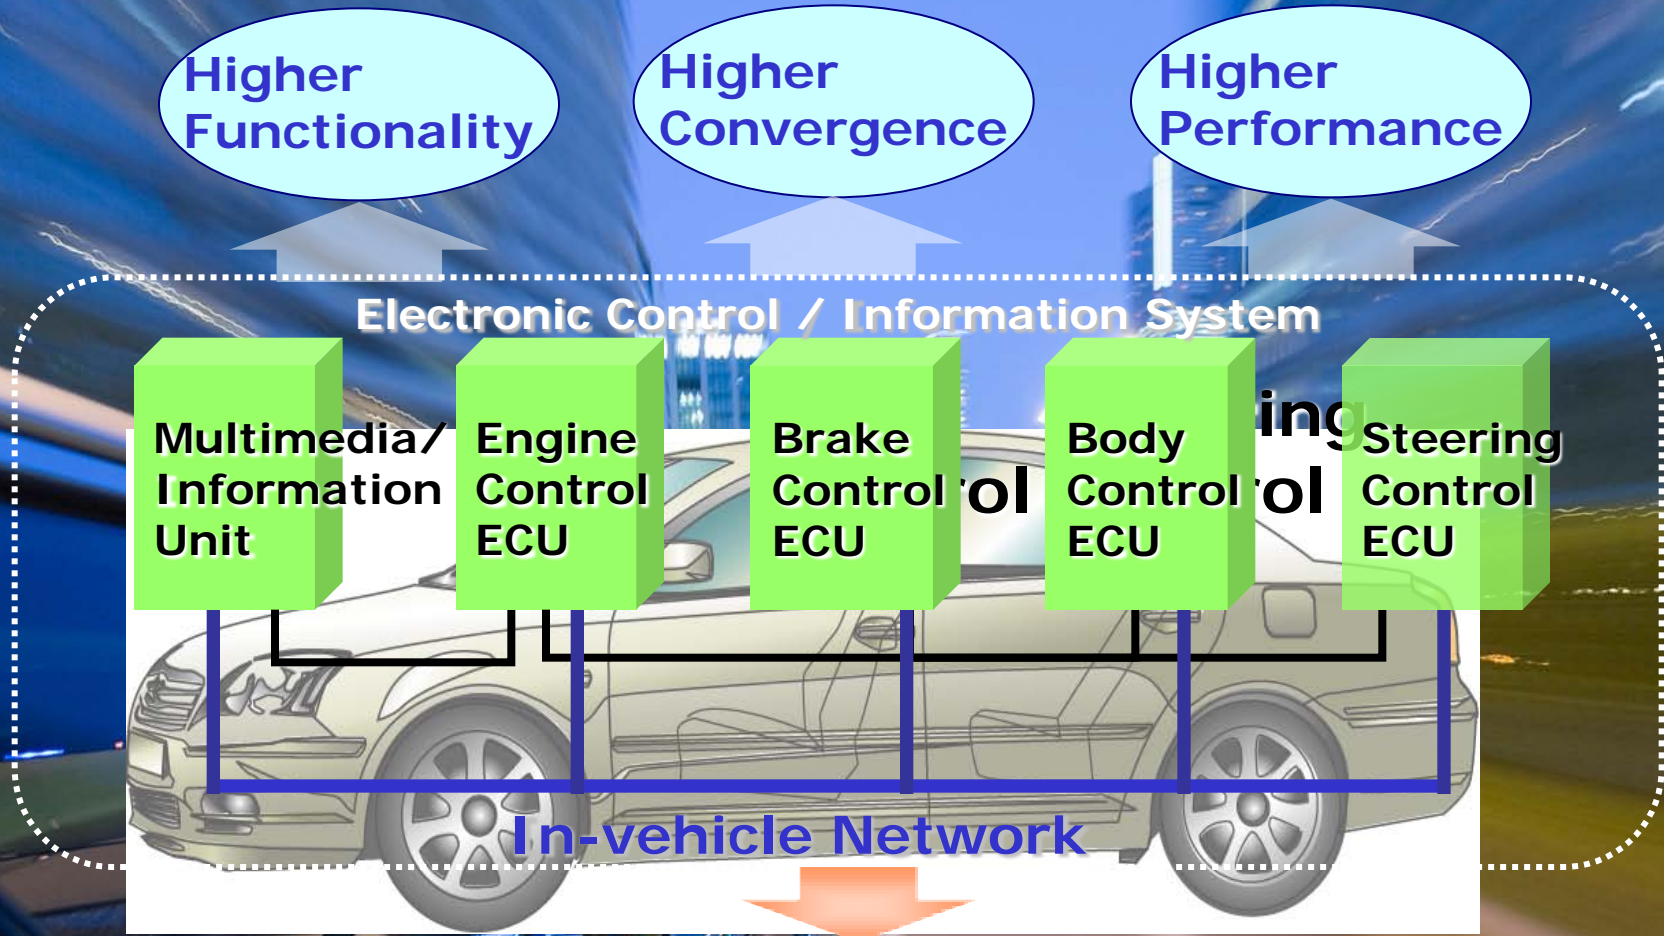 Higher
Functionality
Higher
Convergence
Higher
Performance
Electronic Control / Information System
Multimedia/
Information
Unit
Engine
Control
ECU
Brake
Control
ECU
Body
Control
ECU
Steering
Control
ECU
In-vehicle Network